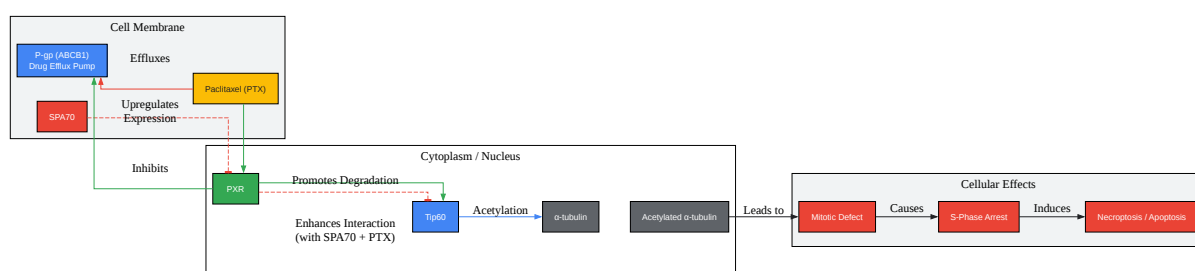 Cell Membrane
P-gp (ABCB1)
Drug Efflux Pump
Effluxes
Paclitaxel (PTX)
SPA70
Upregulates
Expression
Inhibits
Cytoplasm / Nucleus
PXR
Promotes Degradation
Enhances Interaction
(with SPA70 + PTX)
Tip60
Acetylation
α-tubulin
Acetylated α-tubulin
Leads to
Cellular Effects
Mitotic Defect
Causes
S-Phase Arrest
Induces
Necroptosis / Apoptosis